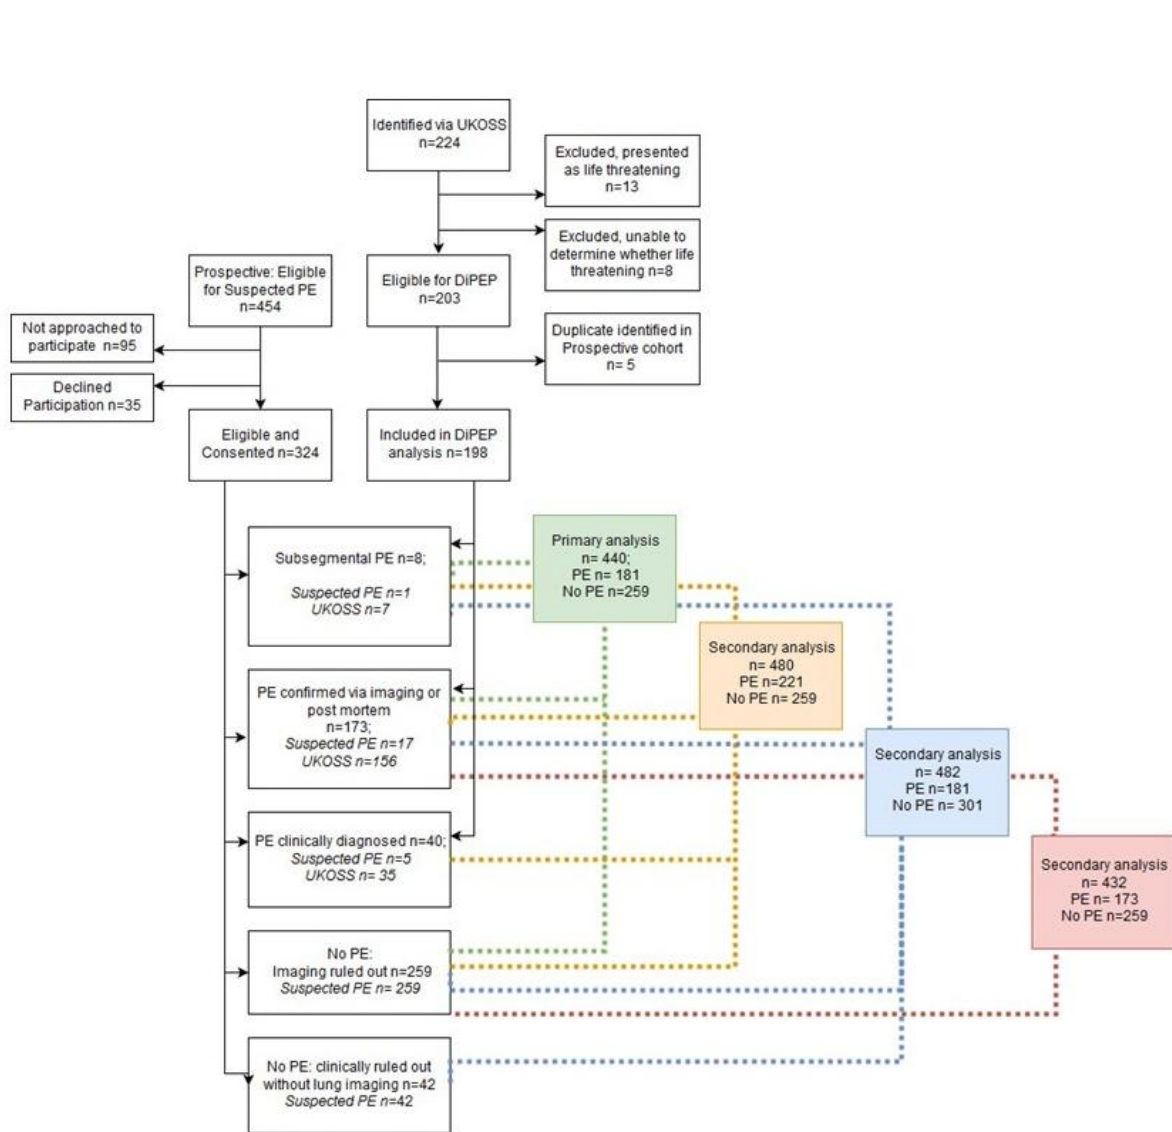 Identified via UKOSS
n=224
Excluded, presented
as life threatening
n=13
Excluded, unable to
determine whether life
threatening n=8
Prospective: Eligible
for Suspected PE
n=454
Eligible for DiPEP
n=203
Not approached to
participate n=95
Duplicate identified in
Prospective cohort
n= 5
Declined
Participation n=35
Eligible and
Consented n=324
Included in DiPEP
analysis n=198
Subsegmental PE n=8;
Suspected PE n=1
UKOSS n=7
Primary analysis
n= 440;
PE n= 181
No PE n=259
PE confirmed via imaging or
post mortem
n=173;
Suspected PE n=17
UKOSS n=156
Secondary analysis
n= 480
PE n=221
No PE n= 259
Secondary analysis
n= 482
PE n=181
No PE n= 301
PE clinically diagnosed n=40;
Suspected PE n=5
UKOSS n= 35
Secondary analysis
n= 432
PE n= 173
No PE n=259
No PE:
Imaging ruled out n=259
Suspected PE n= 259
No PE: clinically ruled out
without lung imaging n=42
Suspected PE n=42